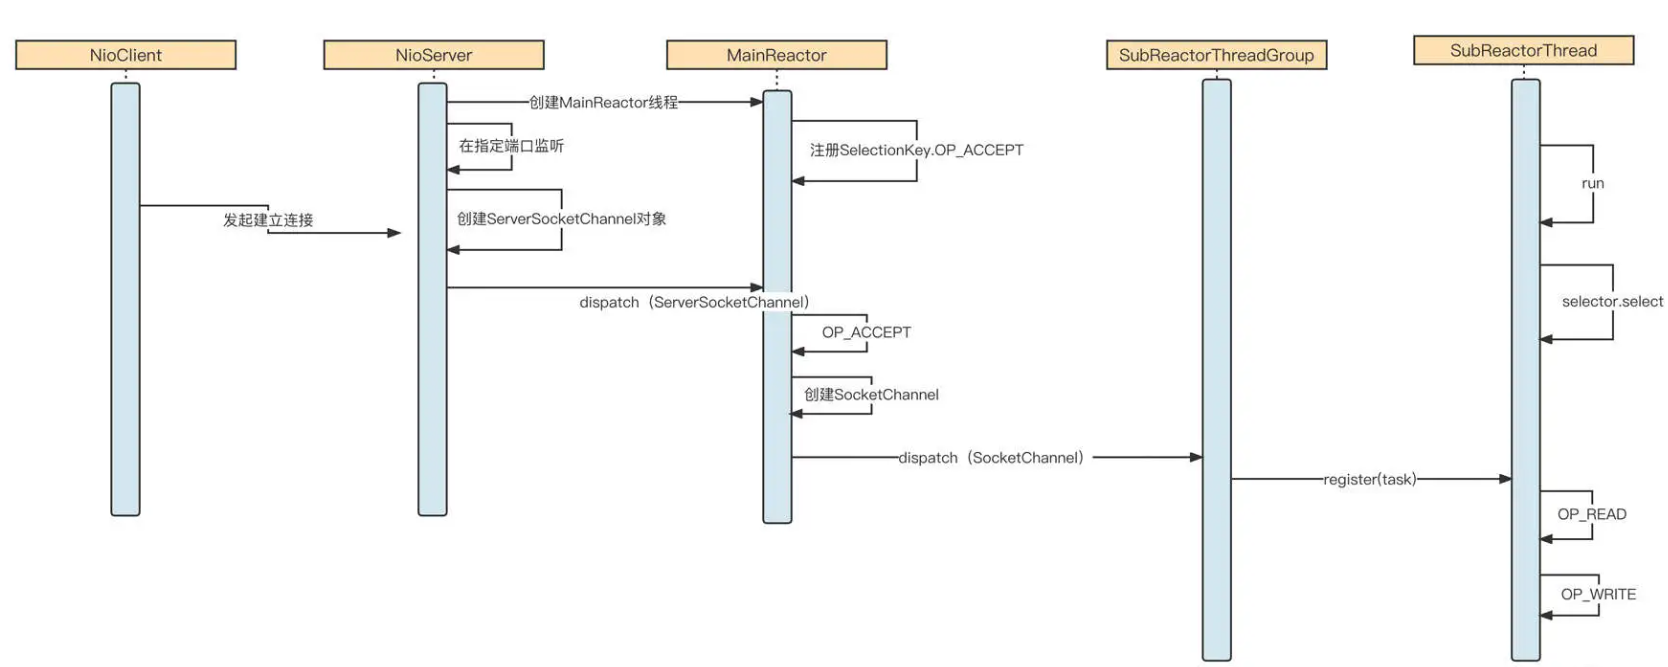 NioClient
NioServer
MainReactor
SubReactorThreadGroup
SubReactorThread
创建MainReactor线程
在指定端口监听
注册SelectionKey.OP_ACCEPT
run
发起建立连接
创建ServerSocketChannel对象
dispatch（ServerSocketChannel）
selector.select
OP_ACCEPT
创建SocketChannel
dispatch（SocketChannel）
register(task)
OP_READ
OP_WRITE